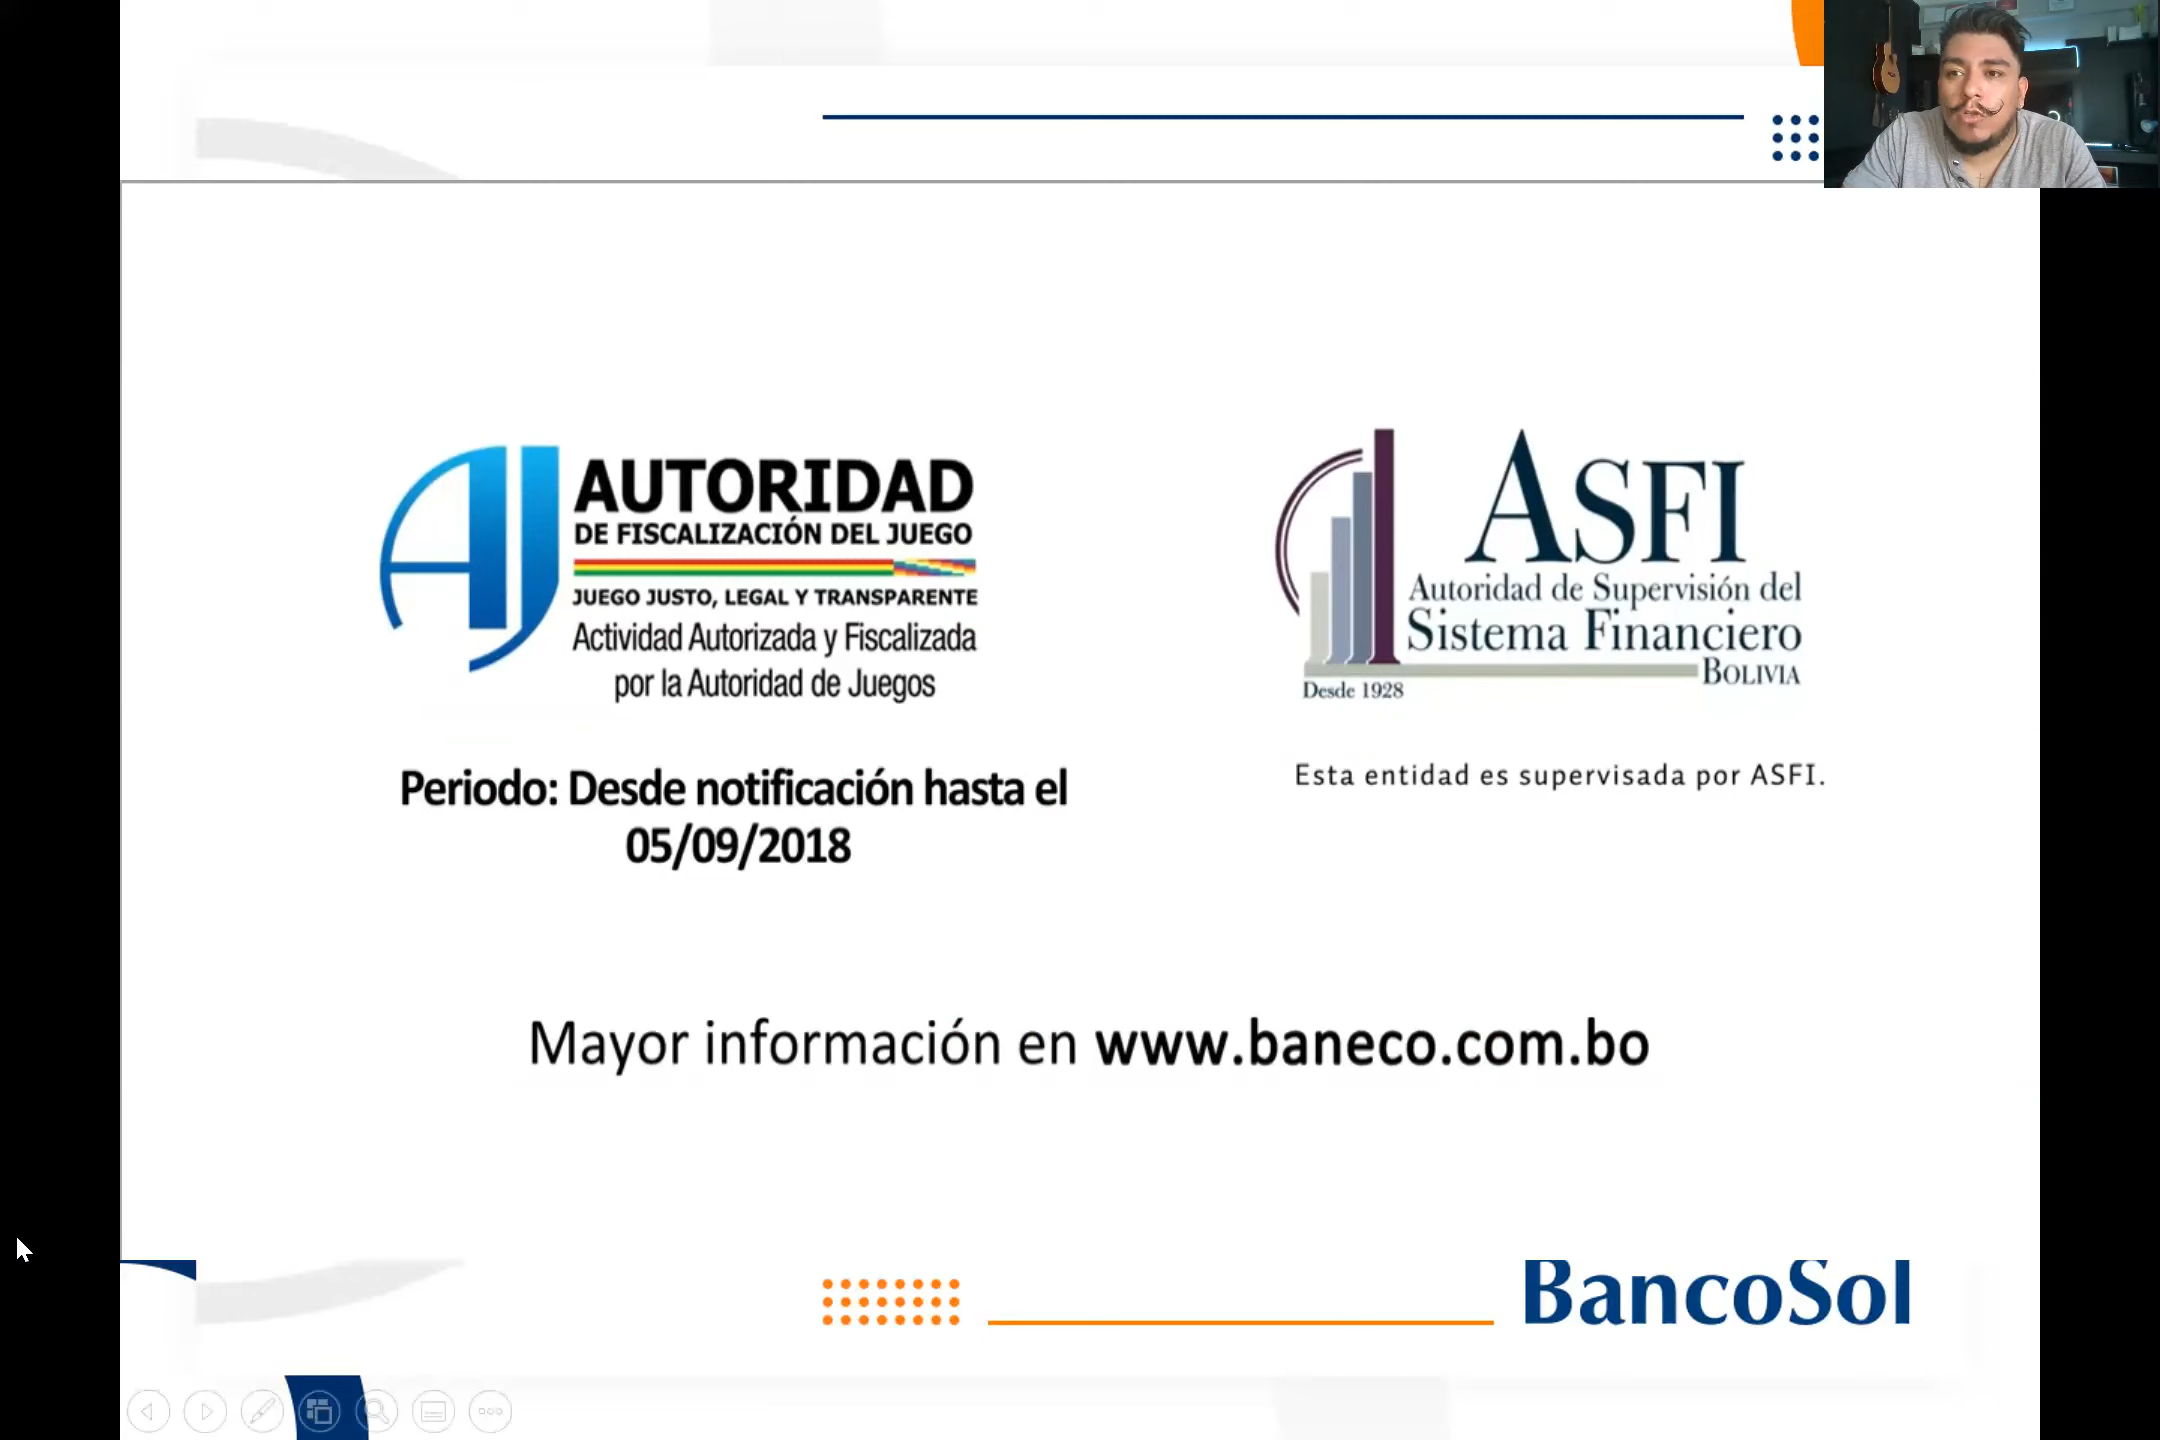 AJ
AUTORIDAD
DE FISCALIZACIÓN DEL JUEGO
JUEGO JUSTO, LEGAL Y TRANSPARENTE
Actividad Autorizada y Fiscalizada
por la Autoridad de Juegos
Periodo: Desde notificación hasta el
05/09/2018
ASFI
Autoridad de Supervisión del
Sistema Financiero
BOLIVIA
Desde 1928
Esta entidad es supervisada por ASFI.
Mayor información en www.baneco.com.bo
BancoSol